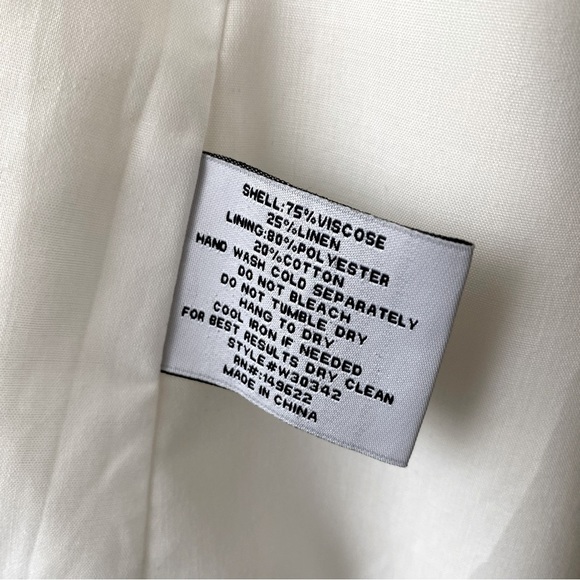 SHELL:75%VISCOSE
25%LINEN
LINING:80%POLYESTER
20%COTTON
HAND WASH COLD SEPARATELY
DO NOT BLEACH
DO NOT TUMBLE DRY
HANG TO DRY
COOL IRON IF NEEDED
FOR BEST RESULTS DRY CLEAN
STYLE#W30342
RN#:149622
MADE IN CHINA